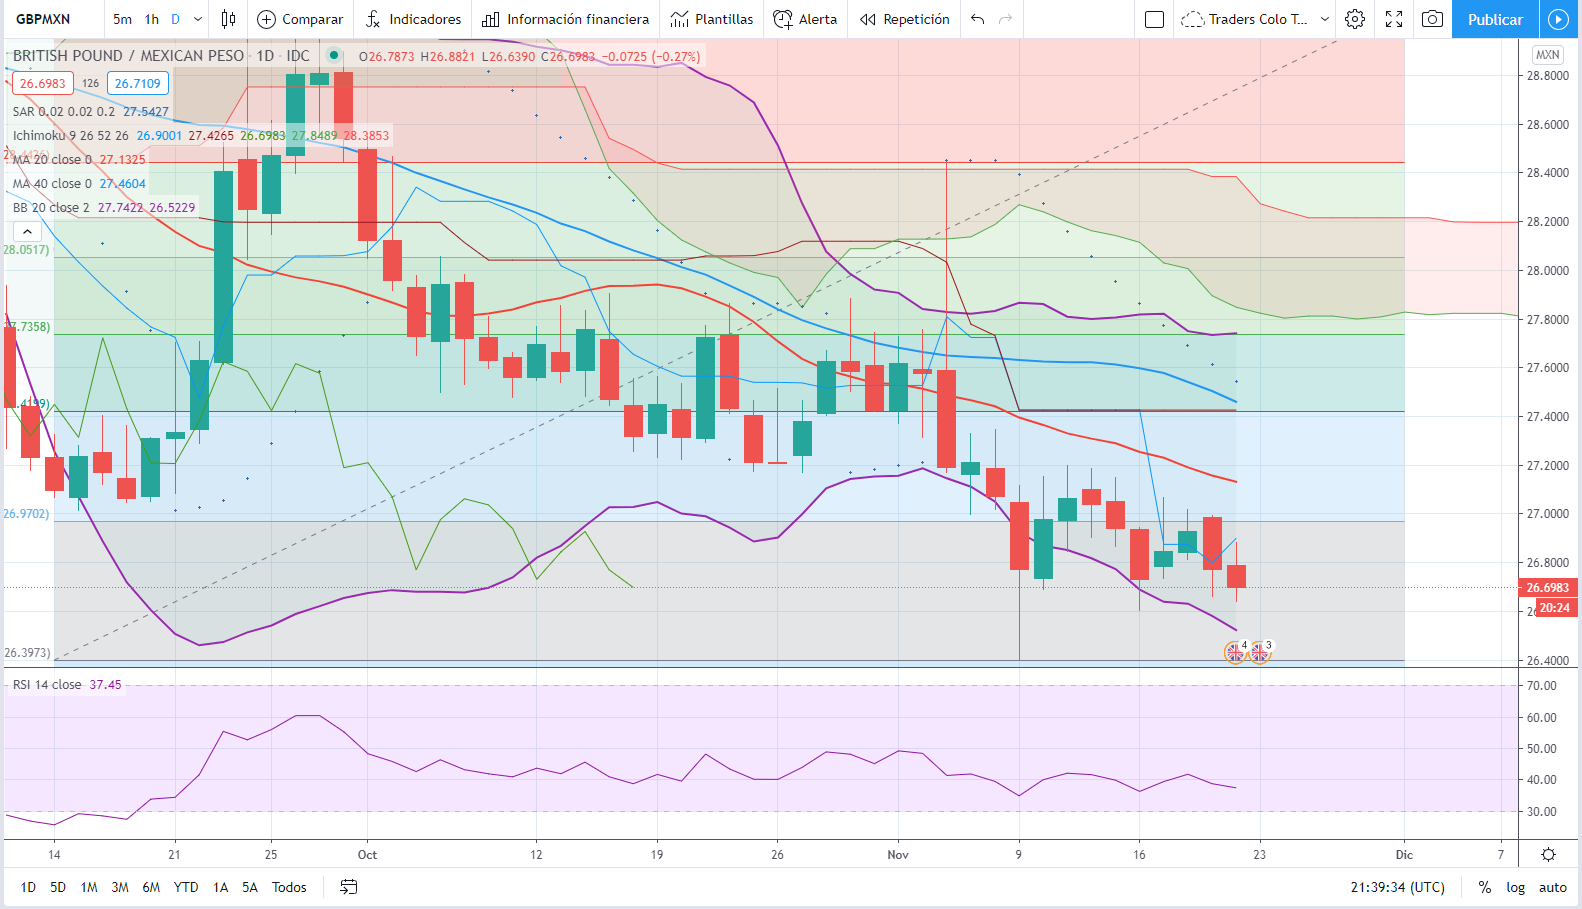 GBPMXN 5m 1h D Comparar Indicadores Información financiera Plantillas Alerta Repetición Traders Colo T... Publicar
BRITISH POUND / MEXICAN PESO · 1D · IDC O26.7873 H26.8821 L26.6390 C26.6983 −0.0725 (−0.27%)
26.6983 126 26.7109
SAR 0.02 0.02 0.2 27.5427
Ichimoku 9 26 52 26 26.9001 27.4265 26.6983 27.8489 28.3853
MA 20 close 0 27.1325
MA 40 close 0 27.4604
BB 20 close 2 27.7422 26.5229
28.0517)
27.7358)
.4199)
26.9702)
26.3973)
4 3
MXN
28.8000
28.6000
28.4000
28.2000
28.0000
27.8000
27.6000
27.4000
27.2000
27.0000
26.8000
26.6983
20:24
26.4000
RSI 14 close 37.45
70.00
60.00
50.00
40.00
30.00
14 21 25 Oct 12 19 26 Nov 9 16 23 Dic 7
1D 5D 1M 3M 6M YTD 1A 5A Todos 21:39:34 (UTC) % log auto